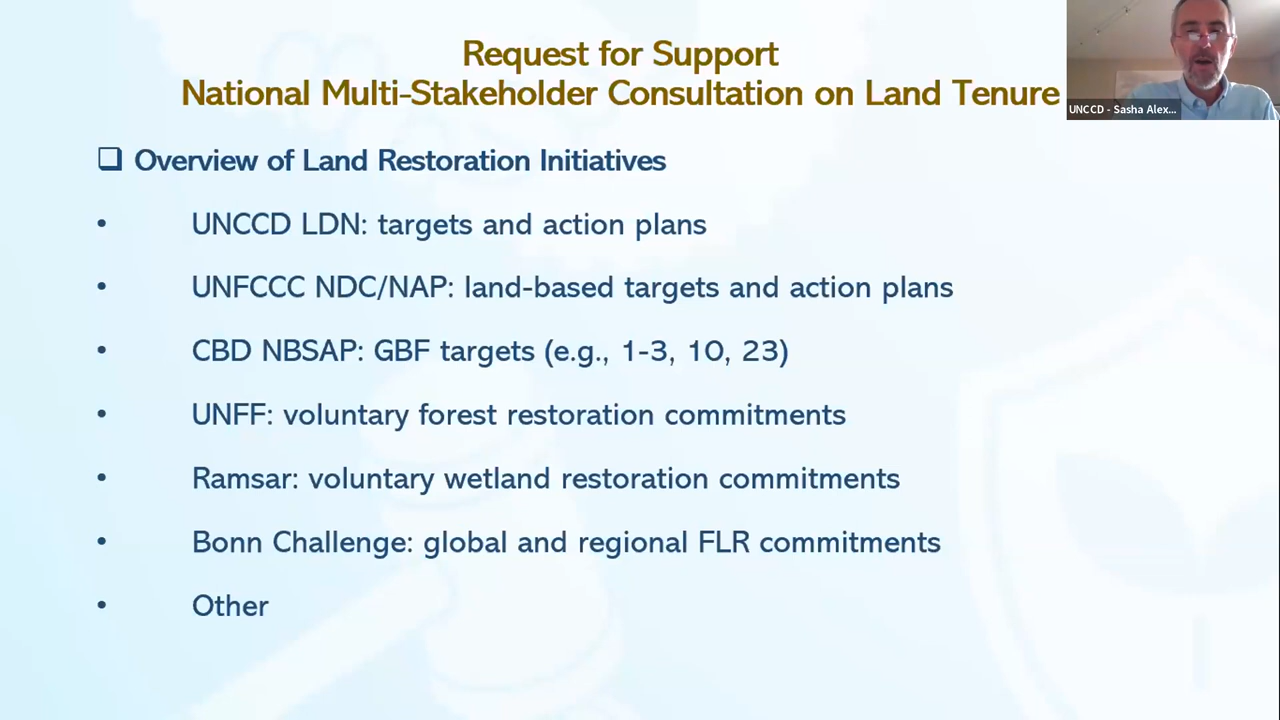 Request for Support
National Multi-Stakeholder Consultation on Land Tenure
UNCCD - Sasha Alex...
❑ Overview of Land Restoration Initiatives
• UNCCD LDN: targets and action plans
• UNFCCC NDC/NAP: land-based targets and action plans
• CBD NBSAP: GBF targets (e.g., 1-3, 10, 23)
• UNFF: voluntary forest restoration commitments
• Ramsar: voluntary wetland restoration commitments
• Bonn Challenge: global and regional FLR commitments
• Other